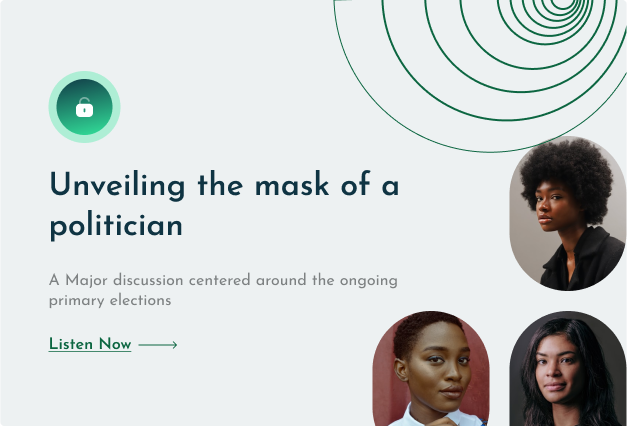 Unveiling the mask of a
politician
A Major discussion centered around the ongoing
primary elections
Listen Now